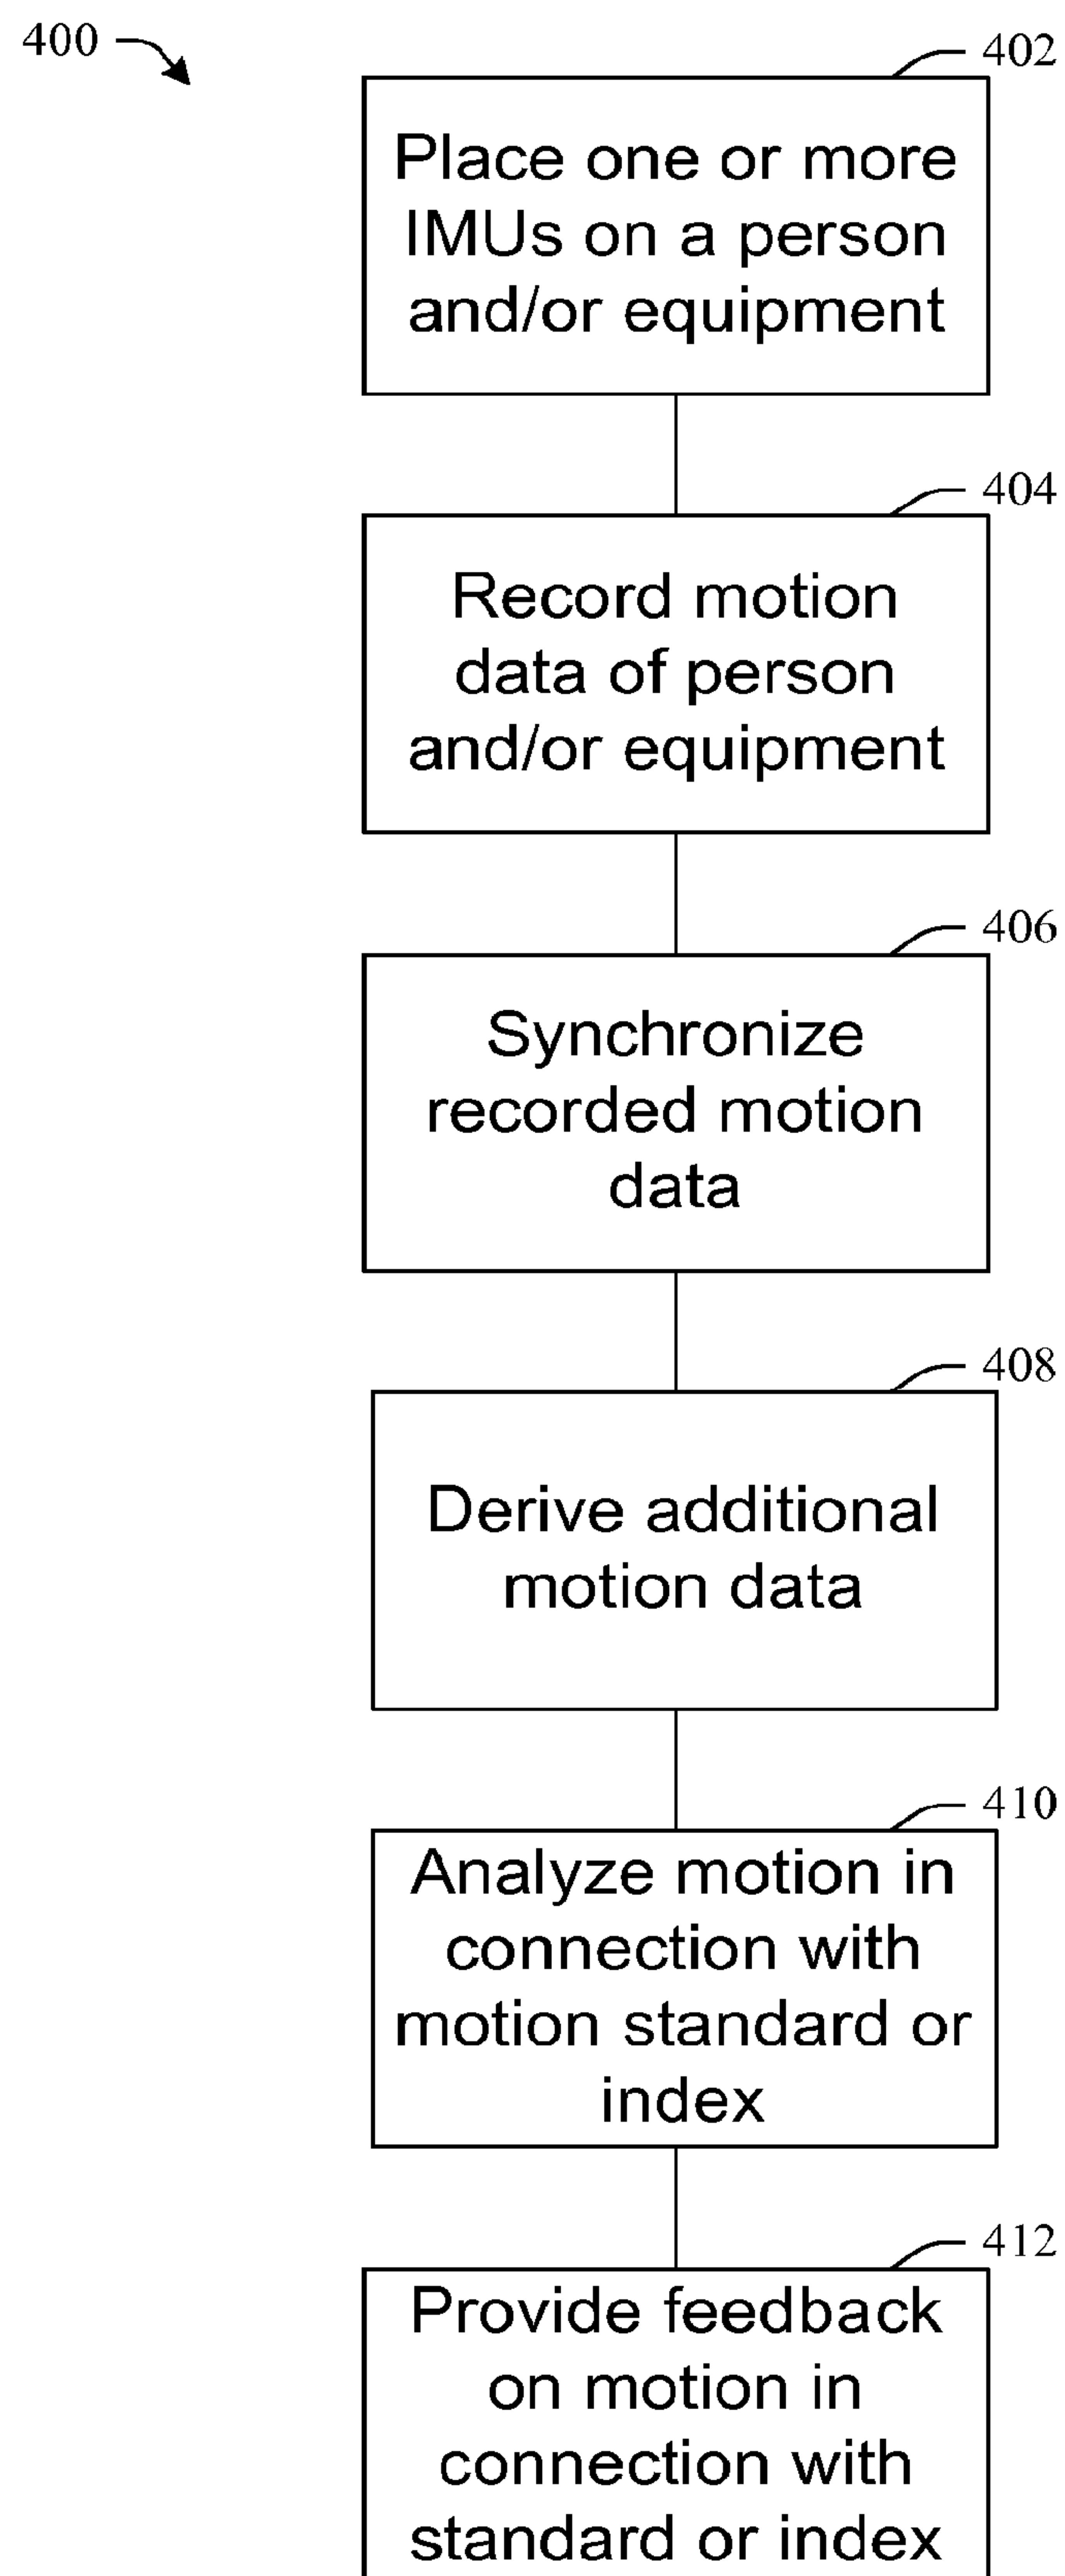 400
402
Place one or more
IMUs on a person
and/or equipment
404
Record motion
data of person
and/or equipment
406
Synchronize
recorded motion
data
408
Derive additional
motion data
410
Analyze motion in
connection with
motion standard or
index
412
Provide feedback
on motion in
connection with
standard or index